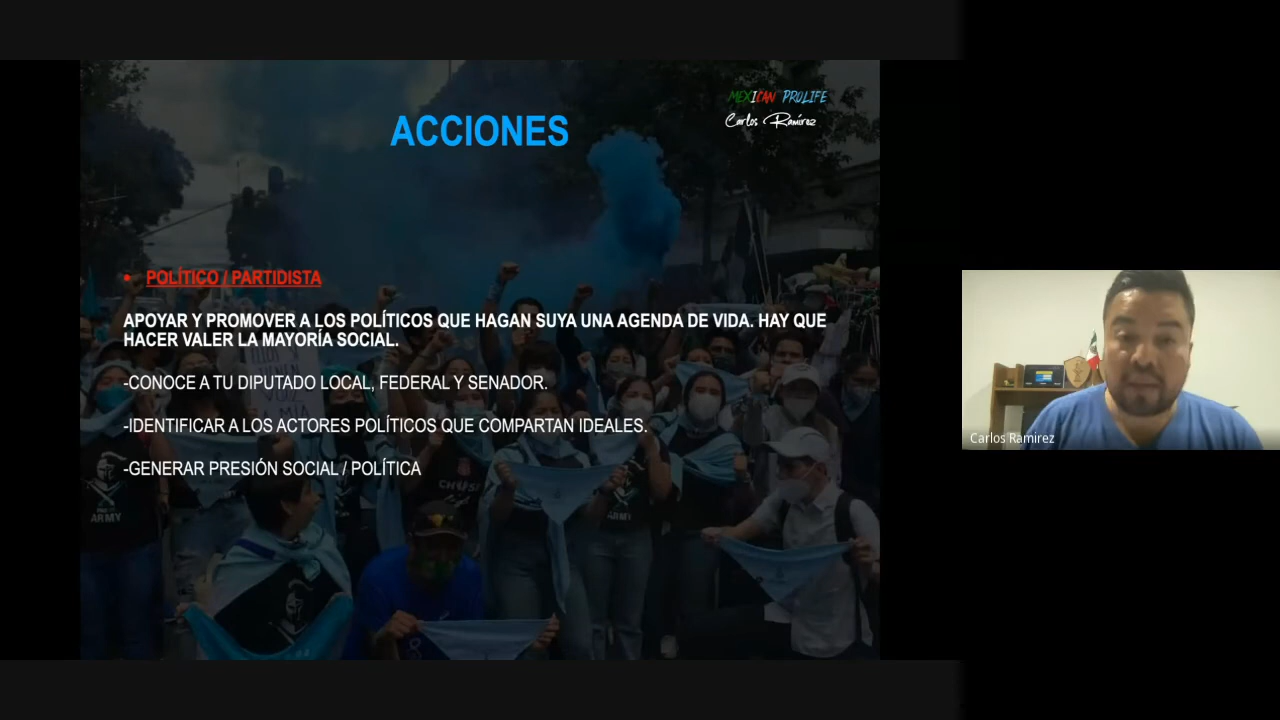 MEXICAN PROLIFE
Carlos Ramírez
ACCIONES
• POLÍTICO / PARTIDISTA
APOYAR Y PROMOVER A LOS POLÍTICOS QUE HAGAN SUYA UNA AGENDA DE VIDA. HAY QUE
HACER VALER LA MAYORÍA SOCIAL.
-CONOCE A TU DIPUTADO LOCAL, FEDERAL Y SENADOR.
-IDENTIFICAR A LOS ACTORES POLÍTICOS QUE COMPARTAN IDEALES.
-GENERAR PRESIÓN SOCIAL / POLÍTICA
ARMY
ARMY
Carlos Ramirez